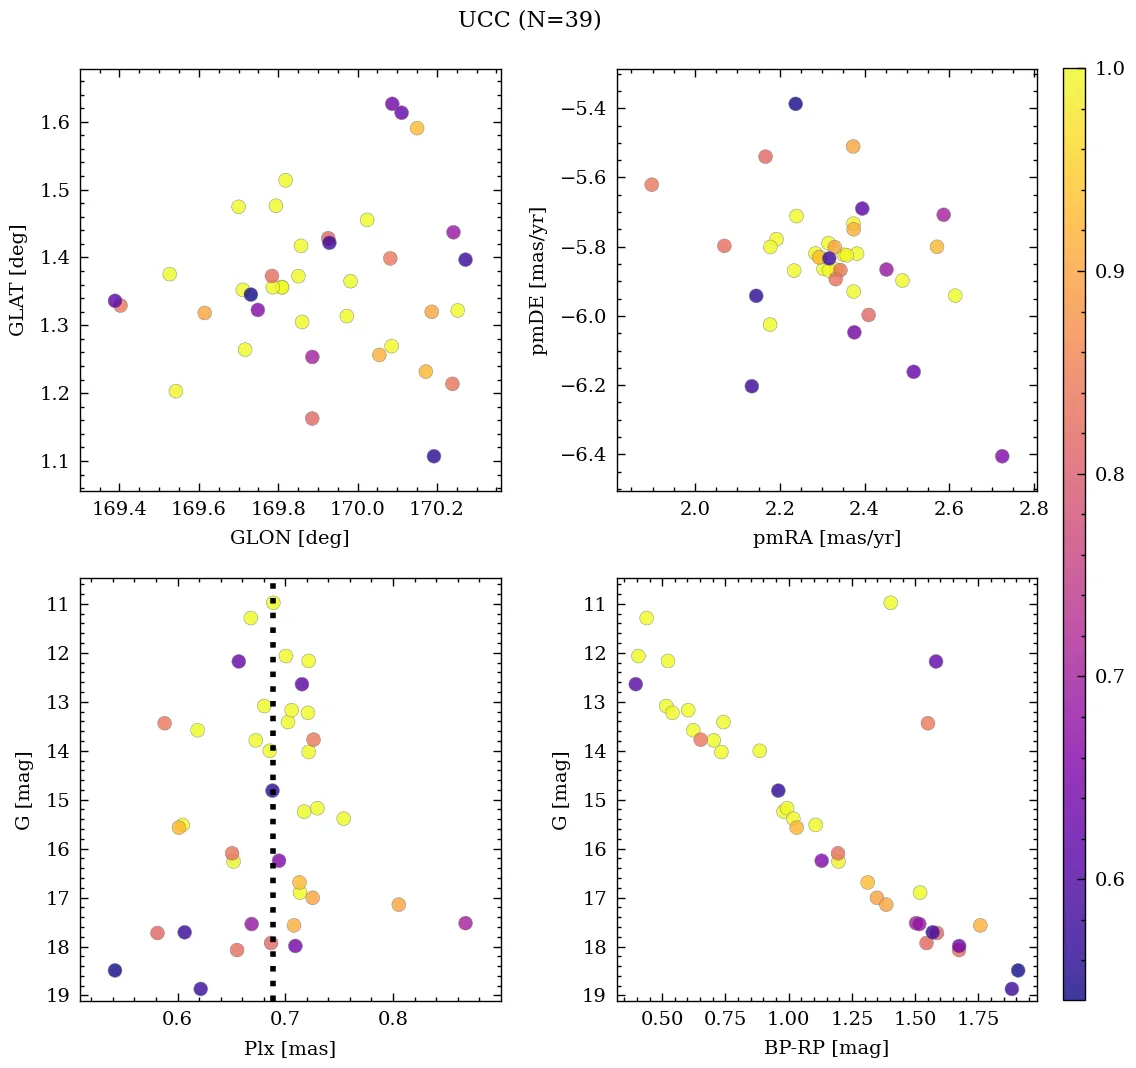 UCC (N=39)
1.6
1.5
1.4
1.3
1.2
1.1
GLAT [deg]
169.4 169.6 169.8 170.0 170.2
GLON [deg]
−5.4
−5.6
−5.8
−6.0
−6.2
−6.4
pmDE [mas/yr]
2.0 2.2 2.4 2.6 2.8
pmRA [mas/yr]
11
12
13
14
15
16
17
18
19
G [mag]
0.6 0.7 0.8
Plx [mas]
11
12
13
14
15
16
17
18
19
G [mag]
0.50 0.75 1.00 1.25 1.50 1.75
BP-RP [mag]
1.0
0.9
0.8
0.7
0.6